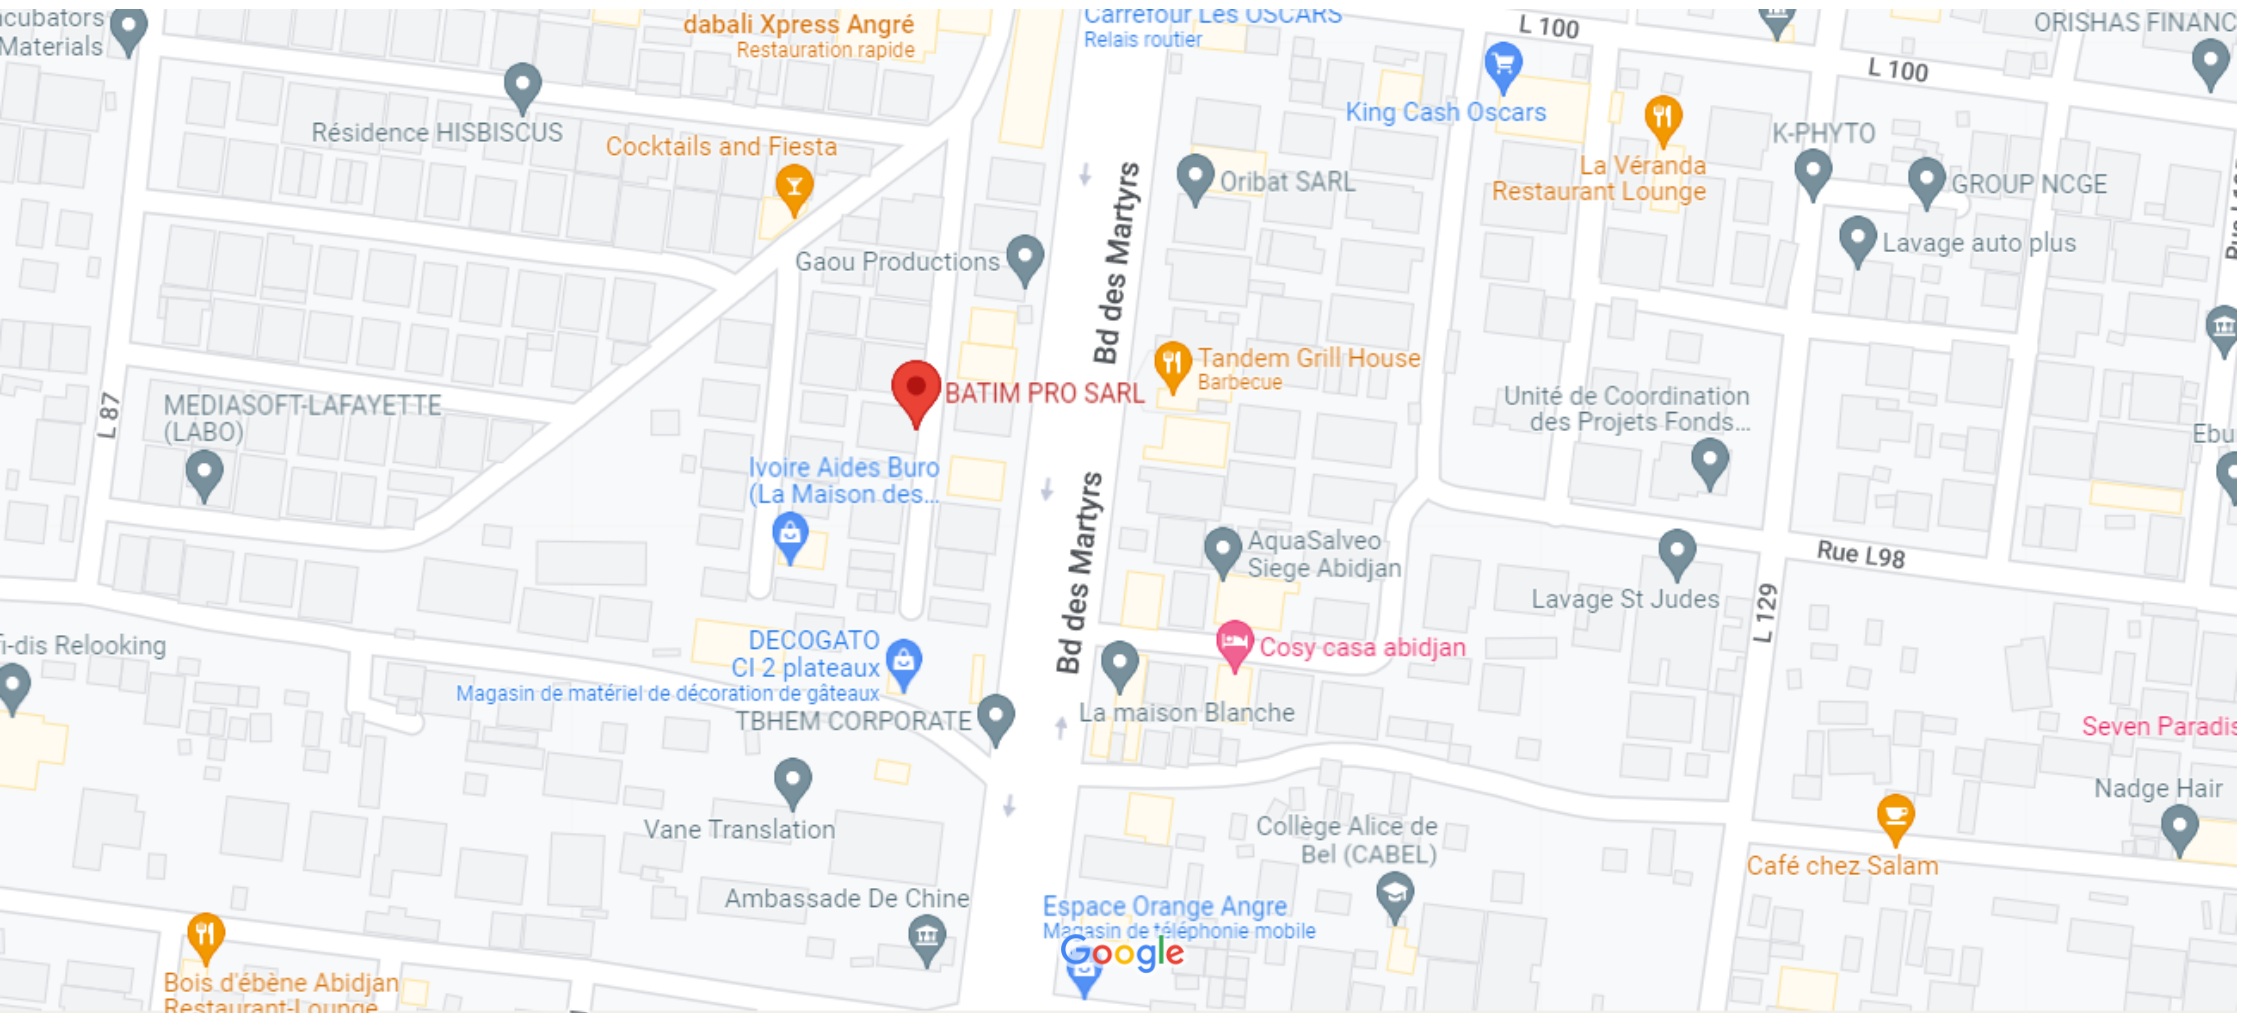 ncubators
Materials
dabali Xpress Angré
Restauration rapide
Carrefour Les OSCARS
Relais routier
L 100
L 100
ORISHAS FINANC
Résidence HISBISCUS
Cocktails and Fiesta
King Cash Oscars
La Véranda
Restaurant Lounge
K-PHYTO
GROUP NCGE
Oribat SARL
Lavage auto plus
Gaou Productions
Bd des Martyrs
Tandem Grill House
Barbecue
BATIM PRO SARL
L 87
MEDIASOFT-LAFAYETTE
(LABO)
Unité de Coordination
des Projets Fonds...
Ebu
Ivoire Aides Buro
(La Maison des...
Bd des Martyrs
AquaSalveo
Siege Abidjan
Rue L98
Lavage St Judes
L 129
i-dis Relooking
DECOGATO
CI 2 plateaux
Magasin de matériel de décoration de gâteaux
Cosy casa abidjan
TBHEM CORPORATE
La maison Blanche
Seven Paradis
Nadge Hair
Vane Translation
Collège Alice de
Bel (CABEL)
Café chez Salam
Ambassade De Chine
Espace Orange Angre
Magasin de téléphonie mobile
Google
Bois d'ébène Abidjan
Restaurant-Lounge